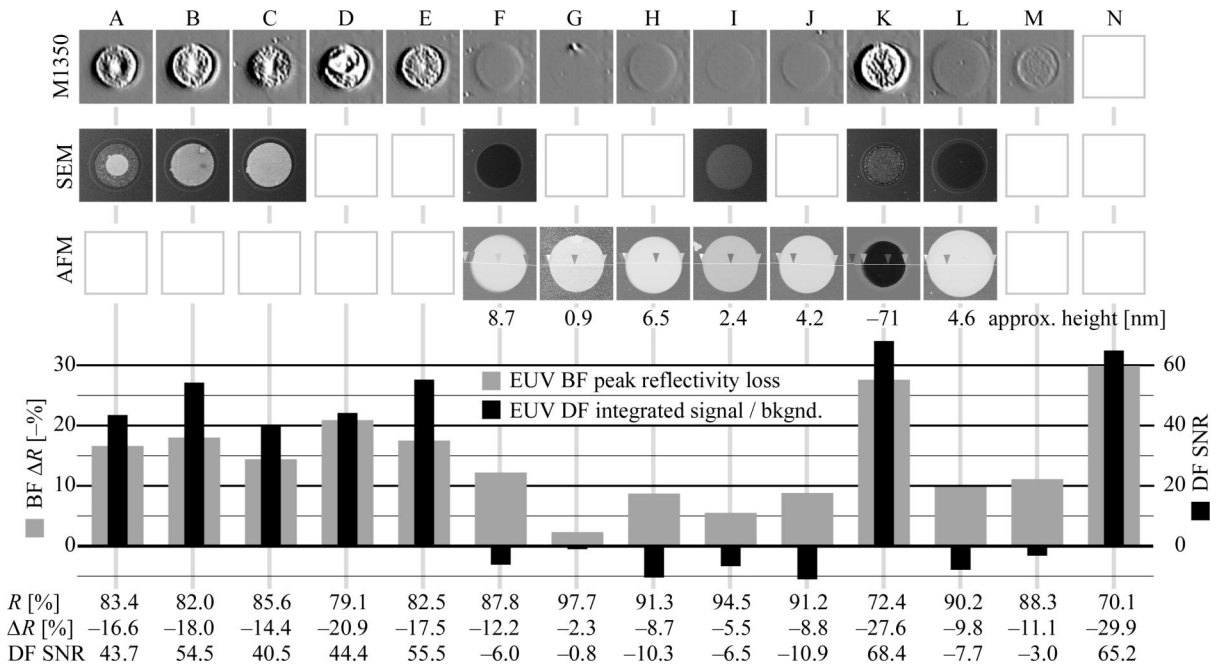 A B C D E F G H I J K L M N
M1350
SEM
AFM
8.7 0.9 6.5 2.4 4.2 –71 4.6 approx. height [nm]
30 60
EUV BF peak reflectivity loss
EUV DF integrated signal / bkgnd.
20 40
BF ΔR [–%]
DF SNR
10 20
0 0
R [%] 83.4 82.0 85.6 79.1 82.5 87.8 97.7 91.3 94.5 91.2 72.4 90.2 88.3 70.1
ΔR [%] –16.6 –18.0 –14.4 –20.9 –17.5 –12.2 –2.3 –8.7 –5.5 –8.8 –27.6 –9.8 –11.1 –29.9
DF SNR 43.7 54.5 40.5 44.4 55.5 –6.0 –0.8 –10.3 –6.5 –10.9 68.4 –7.7 –3.0 65.2